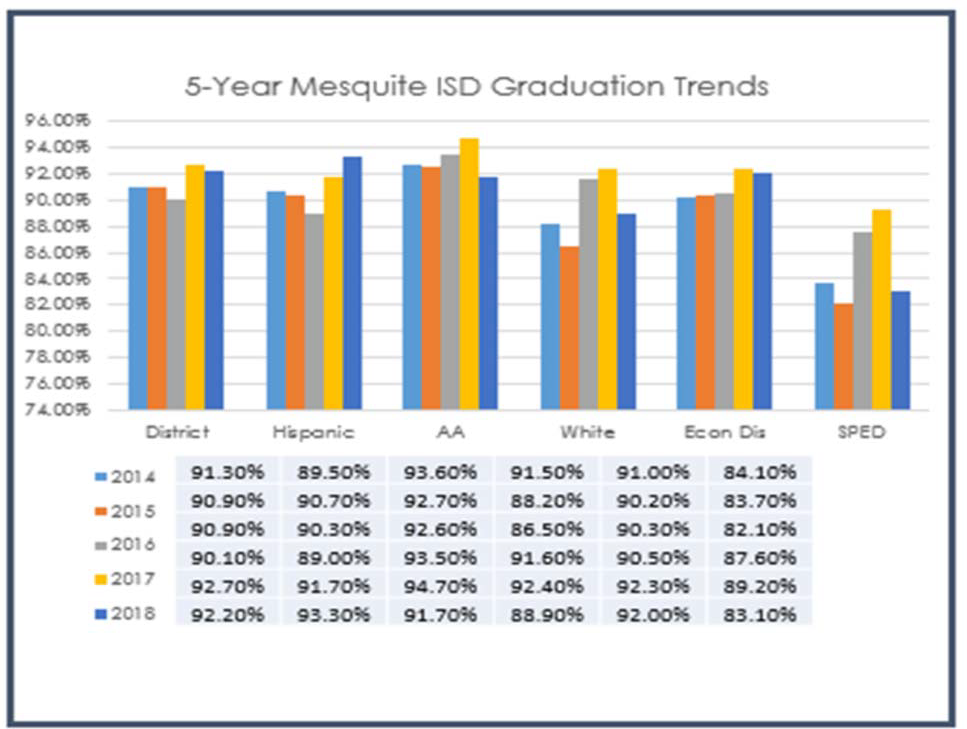 5-Year Mesquite ISD Graduation Trends
96.00%
94.00%
92.00%
90.00%
88.00%
86.00%
84.00%
82.00%
80.00%
78.00%
76.00%
74.00%
District Hispanic AA White Econ Dis SPED
2014
2015
2016
2017
2018
91.30% 89.50% 93.60% 91.50% 91.00% 84.10%
90.90% 90.70% 92.70% 88.20% 90.20% 83.70%
90.90% 90.30% 92.60% 86.50% 90.30% 82.10%
90.10% 89.00% 93.50% 91.60% 90.50% 87.60%
92.70% 91.70% 94.70% 92.40% 92.30% 89.20%
92.20% 93.30% 91.70% 88.90% 92.00% 83.10%